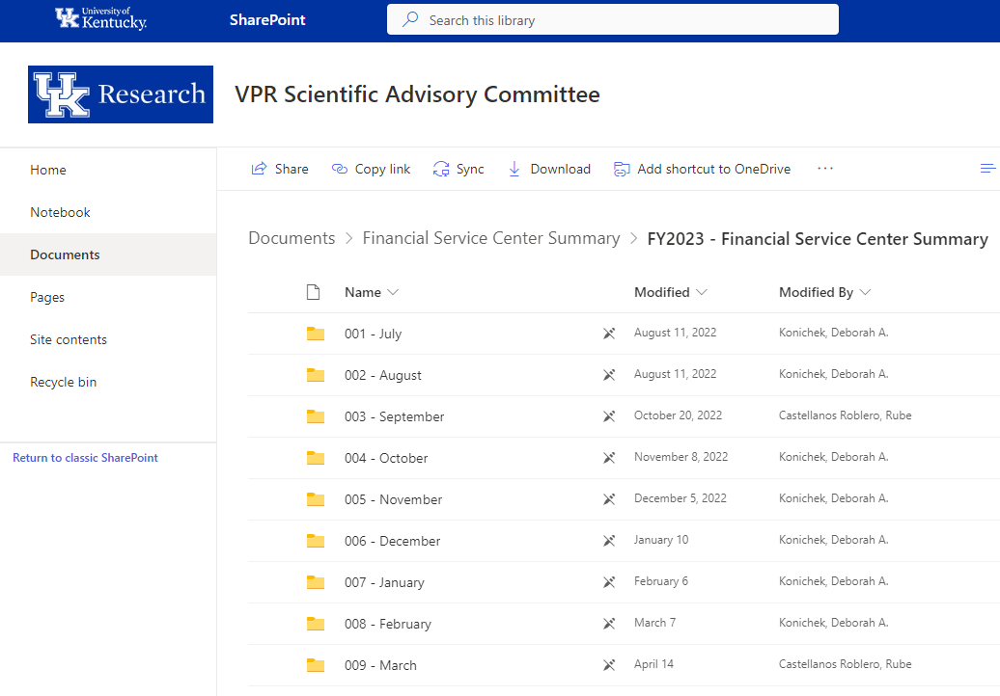 University of
Kentucky.
SharePoint
Search this library
UK Research
VPR Scientific Advisory Committee
Home
Notebook
Documents
Pages
Site contents
Recycle bin
Return to classic SharePoint
Share Copy link Sync Download Add shortcut to OneDrive ...
Documents > Financial Service Center Summary > FY2023 - Financial Service Center Summary
Name Modified Modified By
001 - July August 11, 2022 Konichek, Deborah A.
002 - August August 11, 2022 Konichek, Deborah A.
003 - September October 20, 2022 Castellanos Roblero, Rube
004 - October November 8, 2022 Konichek, Deborah A.
005 - November December 5, 2022 Konichek, Deborah A.
006 - December January 10 Konichek, Deborah A.
007 - January February 6 Konichek, Deborah A.
008 - February March 7 Konichek, Deborah A.
009 - March April 14 Castellanos Roblero, Rube